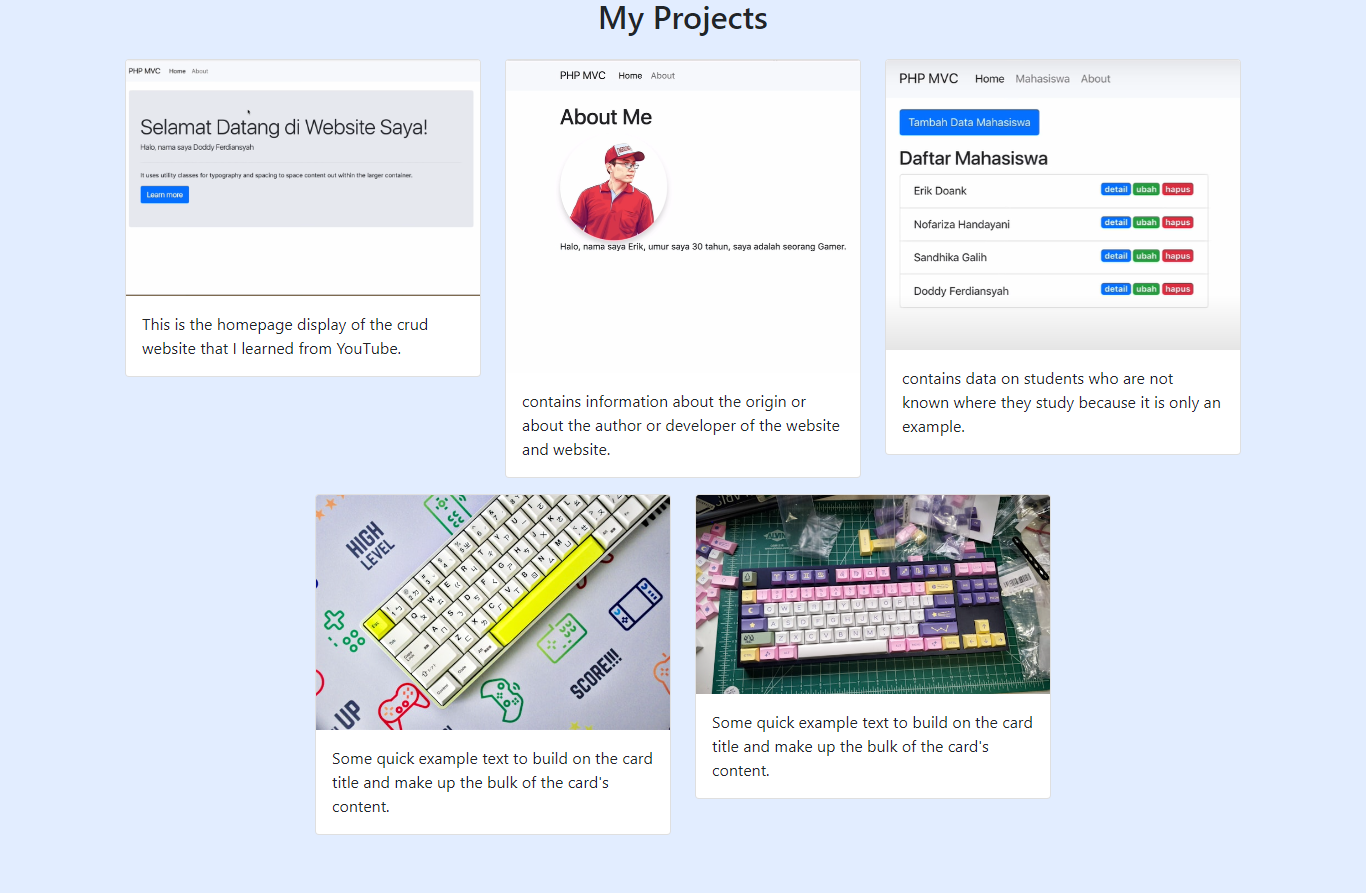 My Projects
PHP MVC Home About
Selamat Datang di Website Saya!
Halo, nama saya Doddy Ferdiansyah
It uses utility classes for typography and spacing to space content out within the larger container.
Learn more
This is the homepage display of the crud
website that I learned from YouTube.
PHP MVC Home About
About Me
Halo, nama saya Erik, umur saya 30 tahun, saya adalah seorang Gamer.
contains information about the origin or
about the author or developer of the website
and website.
PHP MVC Home Mahasiswa About
Tambah Data Mahasiswa
Daftar Mahasiswa
Erik Doank detail ubah hapus
Nofariza Handayani detail ubah hapus
Sandhika Galih detail ubah hapus
Doddy Ferdiansyah detail ubah hapus
contains data on students who are not
known where they study because it is only an
example.
HIGH
LEVEL
SCORE!!!
UP
Some quick example text to build on the card
title and make up the bulk of the card's
content.
Some quick example text to build on the card
title and make up the bulk of the card's
content.